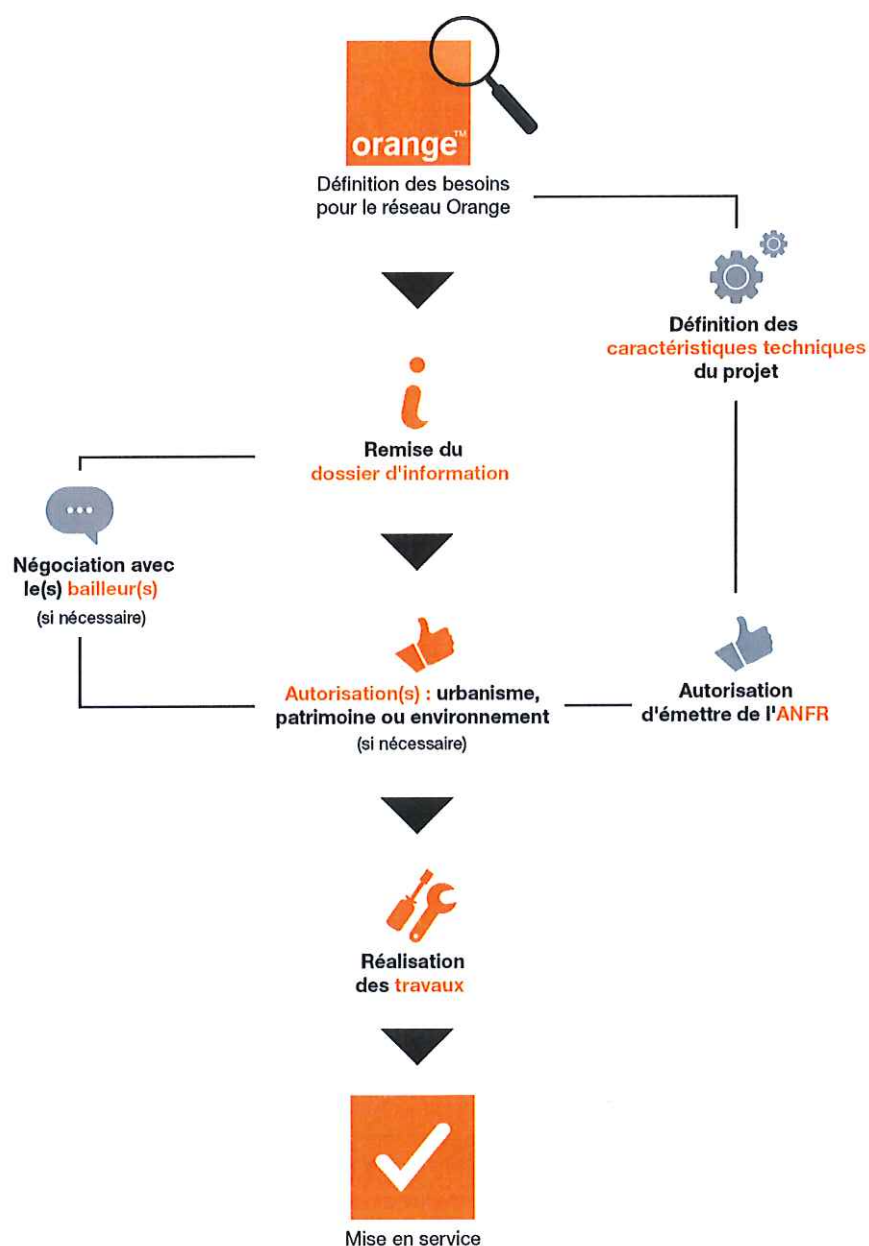 orange™
Définition des besoins
pour le réseau Orange
Définition des
caractéristiques techniques
du projet
Remise du
dossier d'information
Négociation avec
le(s) bailleur(s)
(si nécessaire)
Autorisation(s) : urbanisme,
patrimoine ou environnement
(si nécessaire)
Autorisation
d'émettre de l'ANFR
Réalisation
des travaux
Mise en service